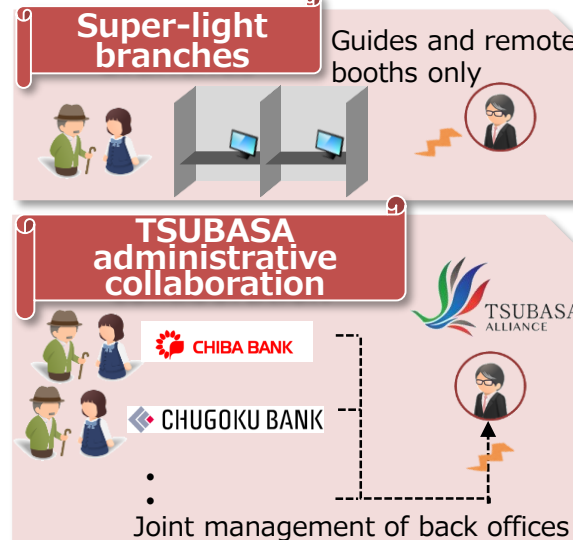 Super-light
branches
Guides and remote
booths only
TSUBASA
administrative
collaboration
TSUBASA
ALLIANCE
CHIBA BANK
CHUGOKU BANK
Joint management of back offices